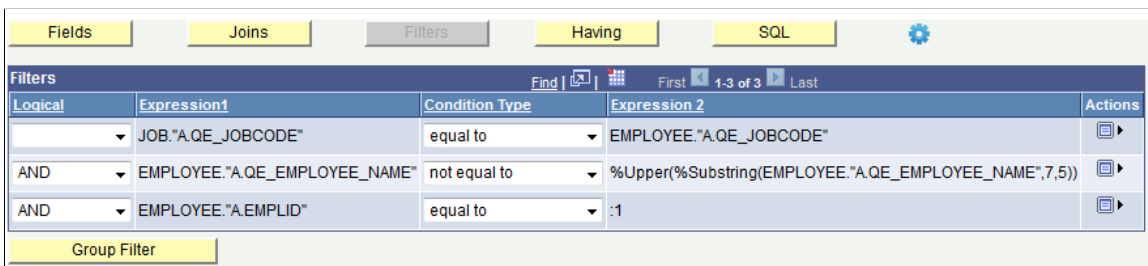 Fields Joins Filters Having SQL
Filters Find | | First 1-3 of 3 Last
Logical Expression1 Condition Type Expression 2 Actions
JOB."A.QE_JOBCODE" equal to EMPLOYEE."A.QE_JOBCODE"
AND EMPLOYEE."A.QE_EMPLOYEE_NAME" not equal to %Upper(%Substring(EMPLOYEE."A.QE_EMPLOYEE_NAME",7,5))
AND EMPLOYEE."A.EMPLID" equal to :1
Group Filter